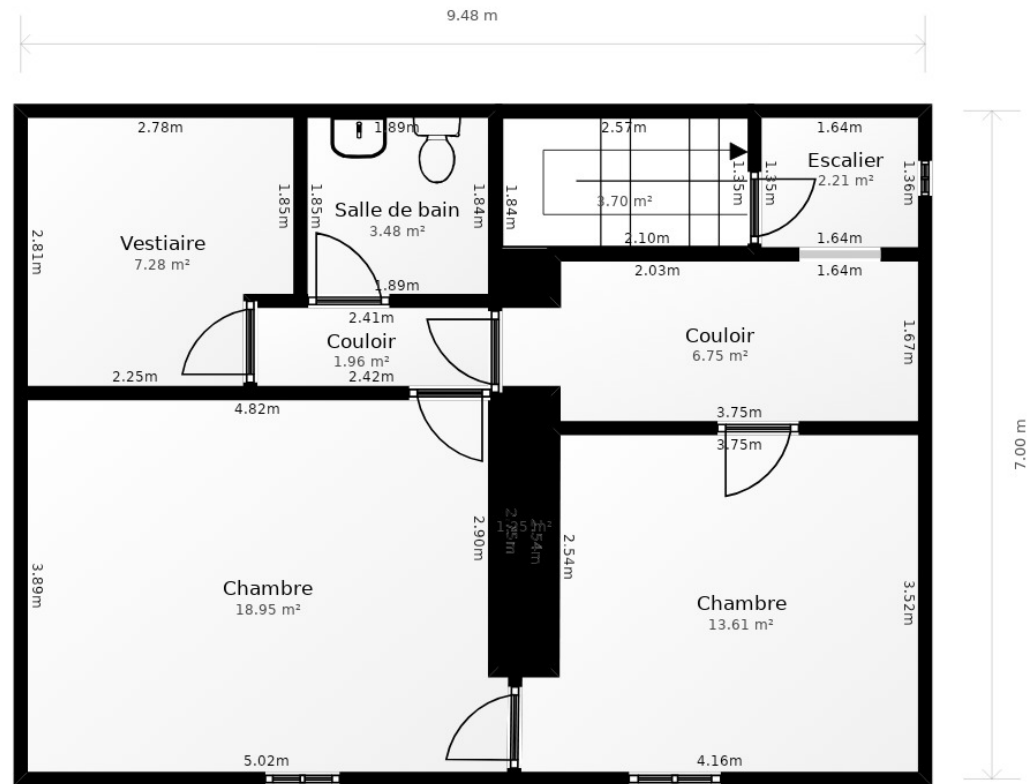 9.48 m
2.78m
1.89m
2.57m
1.64m
Escalier
2.21 m²
1.36m
1.35m
1.35m
1.85m
1.85m
1.84m
1.84m
3.70 m²
Salle de bain
3.48 m²
2.10m
1.64m
Vestiaire
7.28 m²
2.81m
1.89m
2.03m
1.64m
2.41m
Couloir
1.96 m²
2.42m
Couloir
6.75 m²
1.67m
2.25m
4.82m
3.75m
3.75m
7.00 m
2.90m
2.54m
2.54m
3.89m
Chambre
18.95 m²
Chambre
13.61 m²
3.52m
5.02m
4.16m